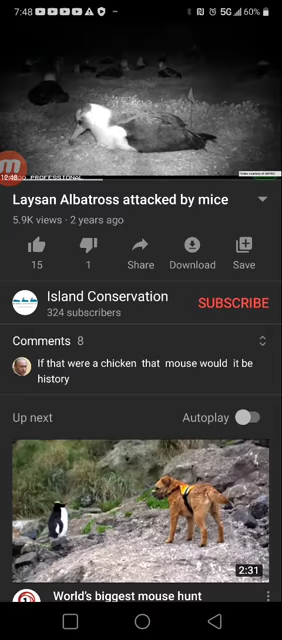 7:48
5G 60%
12:48 PROFESSIONAL
Laysan Albatross attacked by mice
5.9K views · 2 years ago
15 1 Share Download Save
Island Conservation SUBSCRIBE
324 subscribers
Comments 8
If that were a chicken that mouse would it be
history
Up next Autoplay
2:31
World's biggest mouse hunt